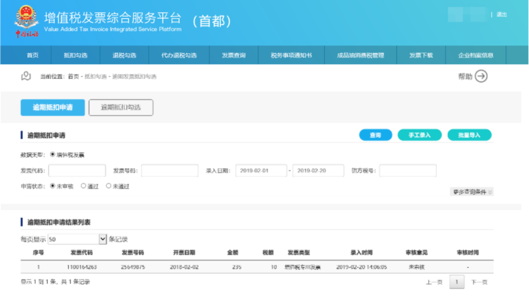 增值税发票综合服务平台 （首都）
Value Added Tax Invoice Integrated Service Platform
退出
首页 抵扣勾选 退税勾选 代办退税勾选 发票查询 税务事项通知书 成品油消费税管理 发票下载 企业档案信息
当前位置：首页 - 抵扣勾选 - 逾期发票抵扣勾选 帮助
逾期抵扣申请 逾期抵扣勾选
逾期抵扣申请 查询 手工录入 批量导入
数据类型： 增值税发票
发票代码： 发票号码： 录入日期： 2019-02-01 - 2019-02-20 销方税号：
申请状态： 未审核 通过 未通过
更多查询条件
逾期抵扣申请结果列表
每页显示 50 条记录
序号 发票代码 发票号码 开票日期 金额 税额 发票类型 录入时间 审核意见 审核时间
1 1100164263 25649875 2018-02-02 235 10 增值税专用发票 2019-02-20 14:06:05 未审核 -
显示 1 到 1 条，共 1 条记录 上一页 1 下一页